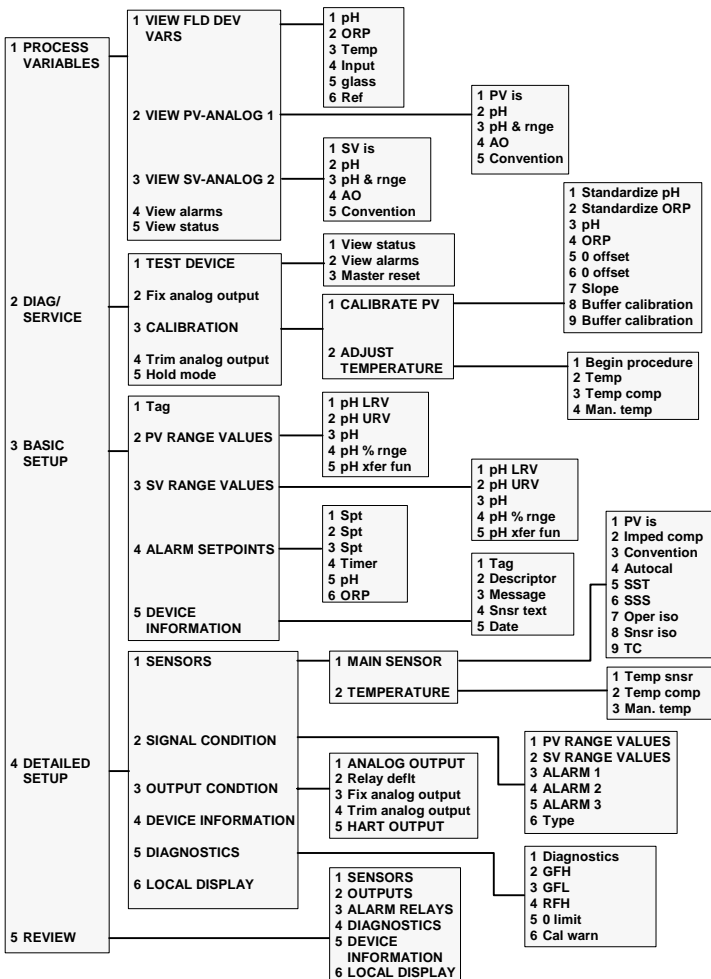 1 PROCESS
VARIABLES
1 VIEW FLD DEV
VARS
1 pH
2 ORP
3 Temp
4 Input
5 glass
6 Ref
2 VIEW PV-ANALOG 1
1 PV is
2 pH
3 pH & rnge
4 AO
5 Convention
3 VIEW SV-ANALOG 2
1 SV is
2 pH
3 pH & rnge
4 AO
5 Convention
4 View alarms
5 View status
2 DIAG/
SERVICE
1 TEST DEVICE
1 View status
2 View alarms
3 Master reset
2 Fix analog output
3 CALIBRATION
1 CALIBRATE PV
1 Standardize pH
2 Standardize ORP
3 pH
4 ORP
5 0 offset
6 0 offset
7 Slope
8 Buffer calibration
9 Buffer calibration
2 ADJUST
TEMPERATURE
1 Begin procedure
2 Temp
3 Temp comp
4 Man. temp
4 Trim analog output
5 Hold mode
3 BASIC
SETUP
1 Tag
2 PV RANGE VALUES
1 pH LRV
2 pH URV
3 pH
4 pH % rnge
5 pH xfer fun
3 SV RANGE VALUES
1 pH LRV
2 pH URV
3 pH
4 pH % rnge
5 pH xfer fun
4 ALARM SETPOINTS
1 Spt
2 Spt
3 Spt
4 Timer
5 pH
6 ORP
5 DEVICE
INFORMATION
1 Tag
2 Descriptor
3 Message
4 Snsr text
5 Date
4 DETAILED
SETUP
1 SENSORS
1 MAIN SENSOR
1 PV is
2 Imped comp
3 Convention
4 Autocal
5 SST
6 SSS
7 Oper iso
8 Snsr iso
9 TC
2 TEMPERATURE
1 Temp snsr
2 Temp comp
3 Man. temp
2 SIGNAL CONDITION
1 PV RANGE VALUES
2 SV RANGE VALUES
3 ALARM 1
4 ALARM 2
5 ALARM 3
6 Type
3 OUTPUT CONDTION
1 ANALOG OUTPUT
2 Relay deflt
3 Fix analog output
4 Trim analog output
5 HART OUTPUT
4 DEVICE INFORMATION
5 DIAGNOSTICS
1 Diagnostics
2 GFH
3 GFL
4 RFH
5 0 limit
6 Cal warn
6 LOCAL DISPLAY
5 REVIEW
1 SENSORS
2 OUTPUTS
3 ALARM RELAYS
4 DIAGNOSTICS
5 DEVICE
INFORMATION
6 LOCAL DISPLAY